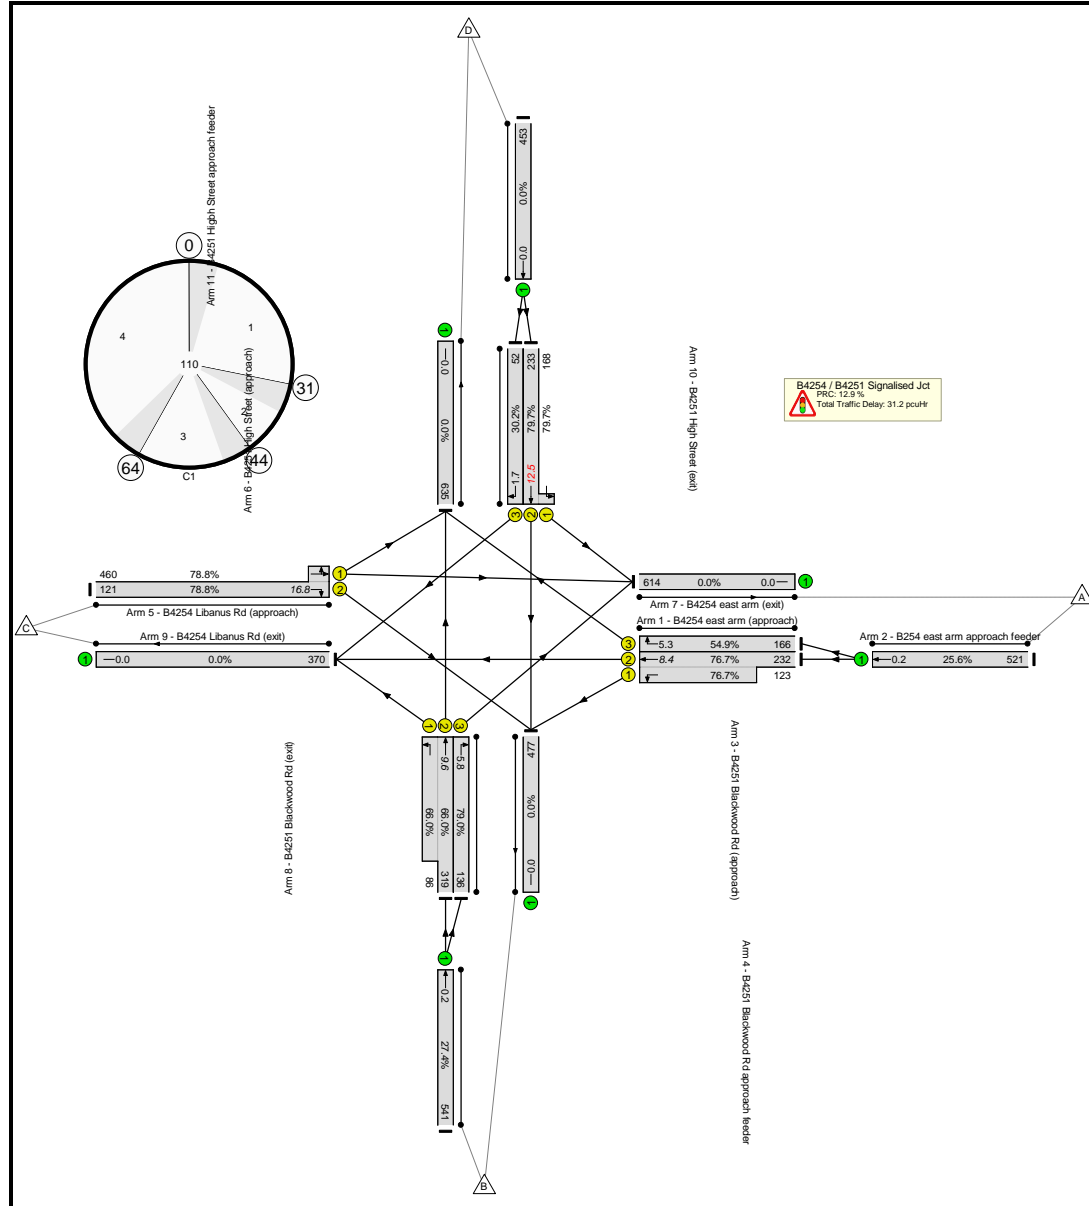 D
Arm 11 - B4251 Higbh Street approach feeder
453
0.0%
0.0
1
0
4
1
110
31
2
3
44
64
C1
Arm 6 - B4251 High Street (approach)
1
0.0
0.0%
635
52
233
168
30.2%
79.7%
79.7%
1.7
12.5
3
2
1
Arm 10 - B4251 High Street (exit)
B4254 / B4251 Signalised Jct
PRC: 12.9 %
Total Traffic Delay: 31.2 pcuHr
460 78.8%
121 78.8% 16.8
1
2
Arm 5 - B4254 Libanus Rd (approach)
C
Arm 9 - B4254 Libanus Rd (exit)
1 0.0 0.0% 370
614 0.0% 0.0 1
Arm 7 - B4254 east arm (exit)
A
Arm 1 - B4254 east arm (approach)
Arm 2 - B254 east arm approach feeder
3 5.3 54.9% 166
2 8.4 76.7% 232
1 76.7% 123
1 0.2 25.6% 521
1
2
3
9.6
5.8
66.0%
66.0%
79.0%
86
319
136
477
0.0%
0.0
1
Arm 8 - B4251 Blackwood Rd (exit)
Arm 3 - B4251 Blackwood Rd (approach)
1
0.2
27.4%
541
Arm 4 - B4251 Blackwood Rd approach feeder
B